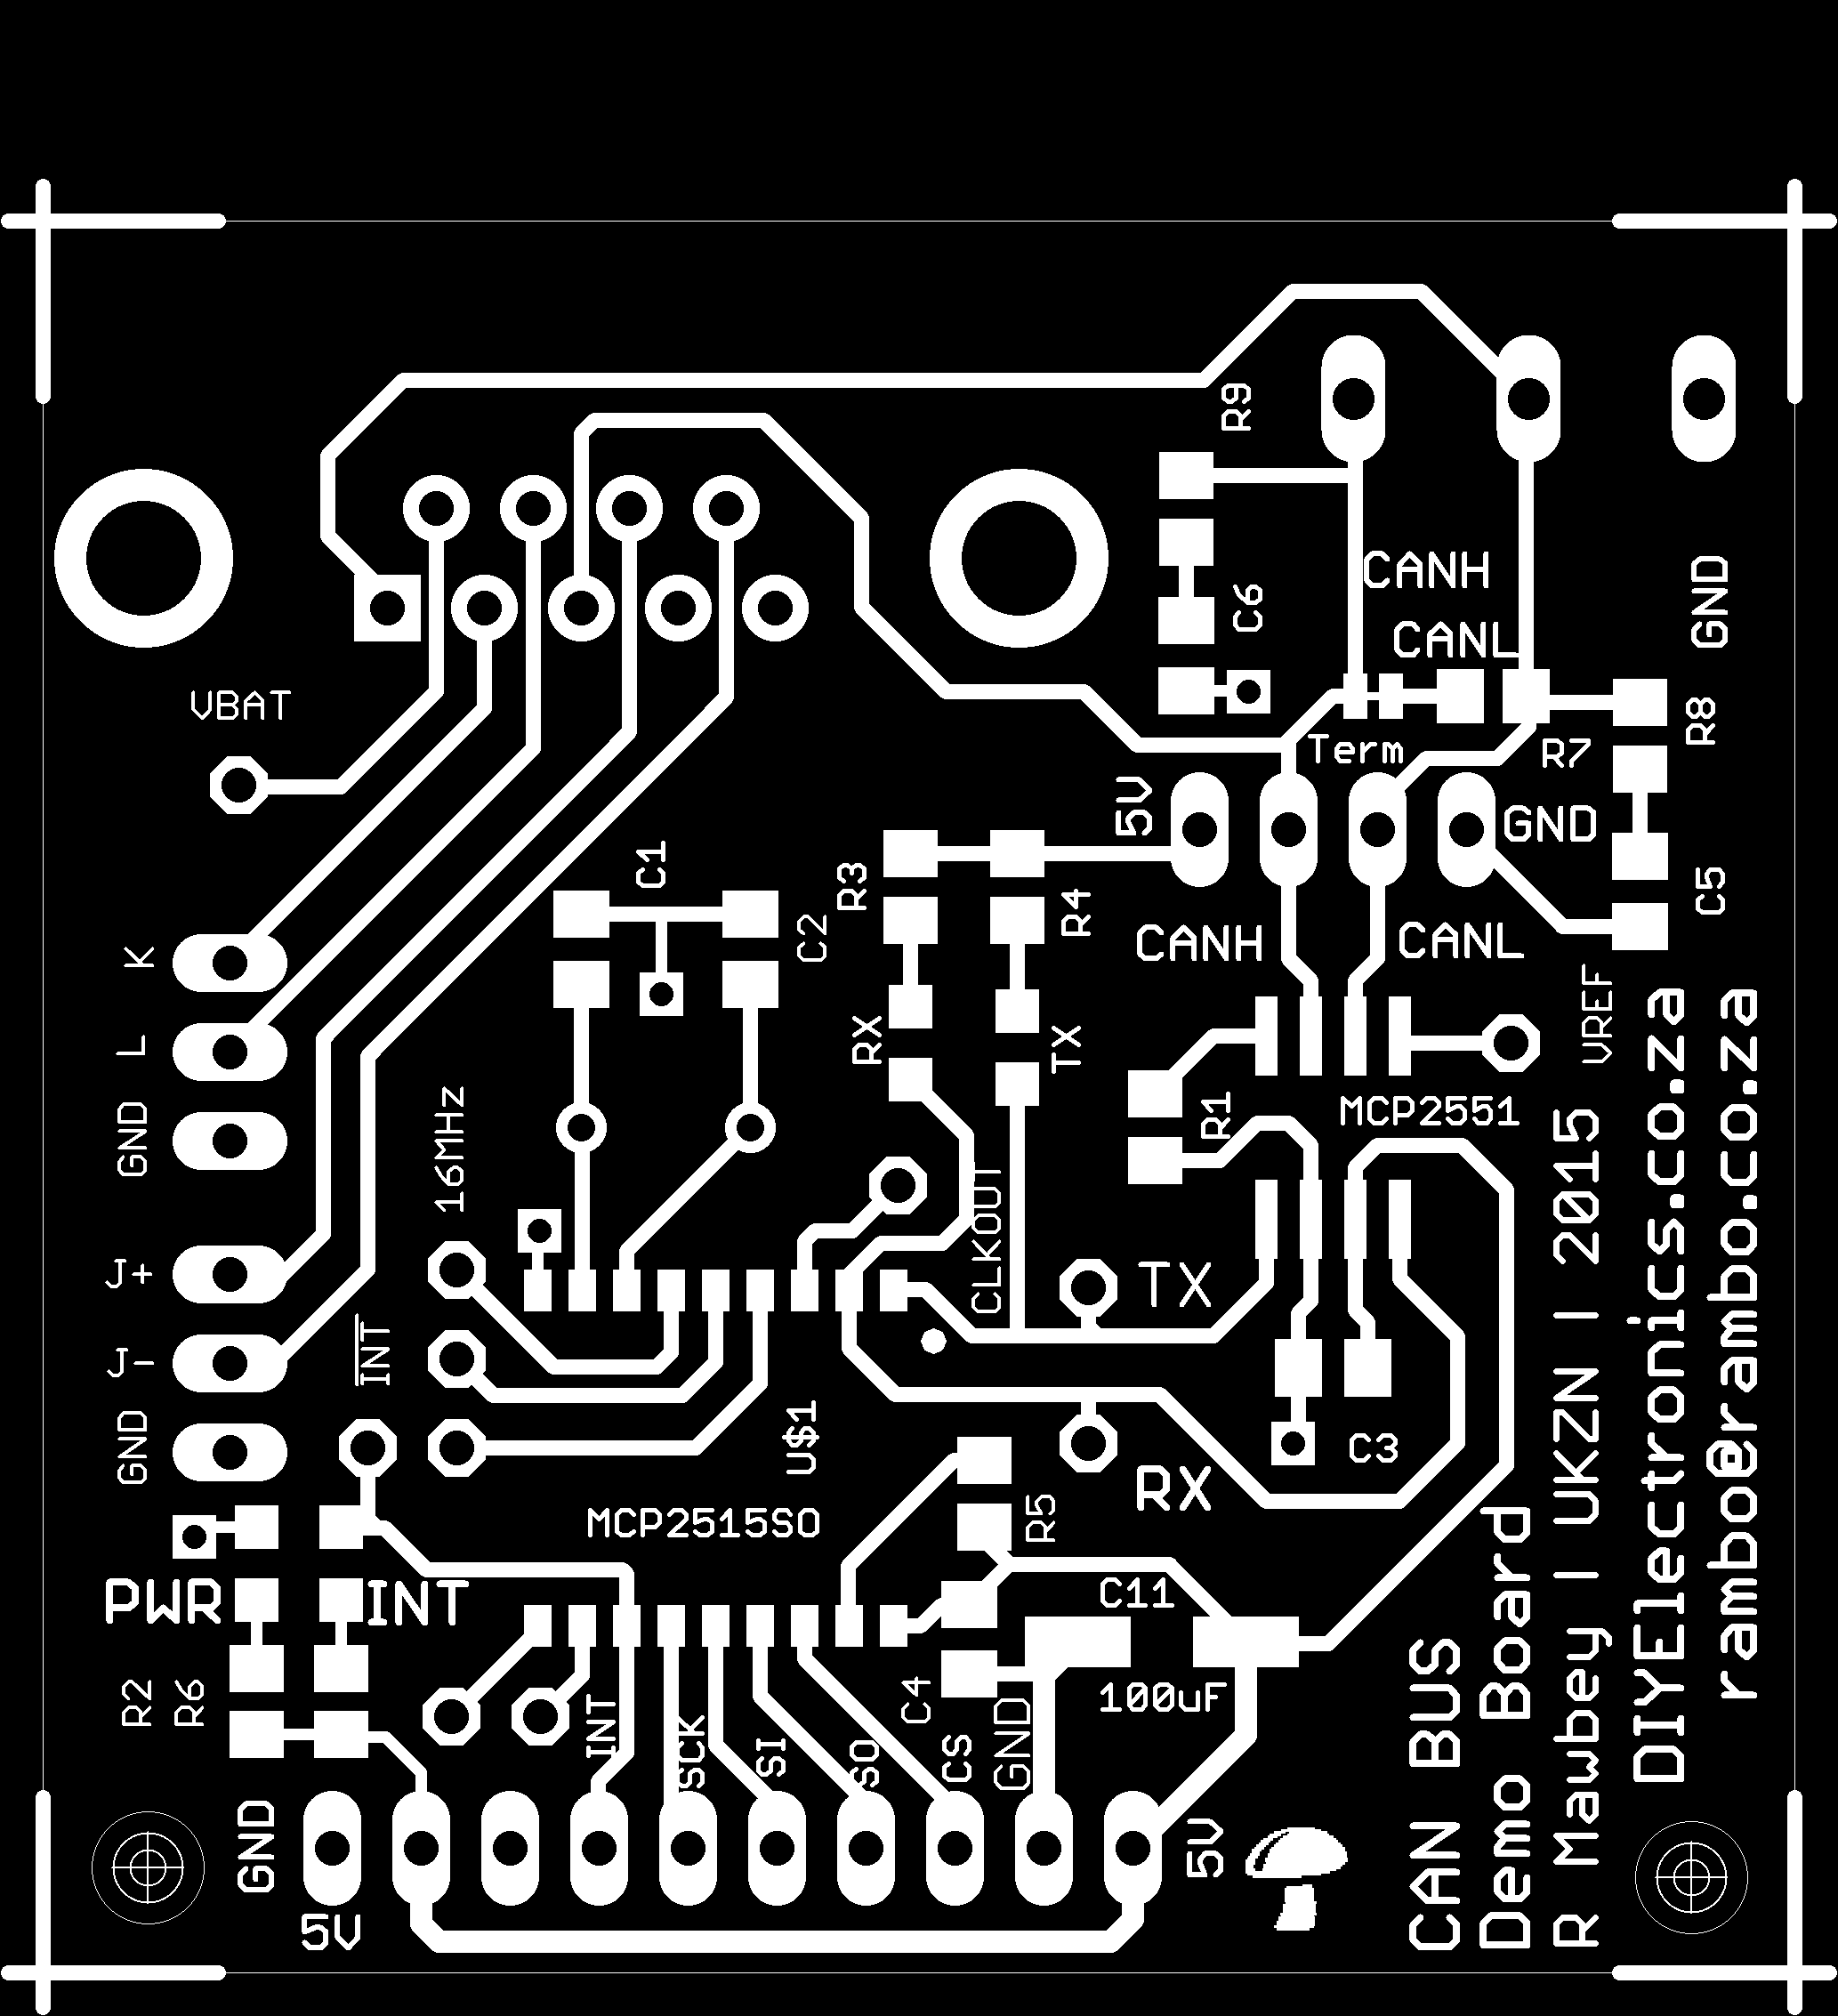 R9
CANH
C6
CANL
GND
VBAT
Term
R7
R8
5V
GND
C1
R3
R4
C2
C5
K
CANH
CANL
VREF
L
RX
TX
GND
16MHz
R1
MCP2551
CLKOUT
J+
TX
INT
J-
GND
U$1
C3
RX
MCP2515SO
R5
PWR
INT
C11
R2
R6
C4
100uF
INT
SCK
SI
SO
CS
GND
GND
5V
5V
CAN BUS
Demo Board
R Mawbey | UKZN | 2015
DIYElectronics.co.za
rambo@rambo.co.za